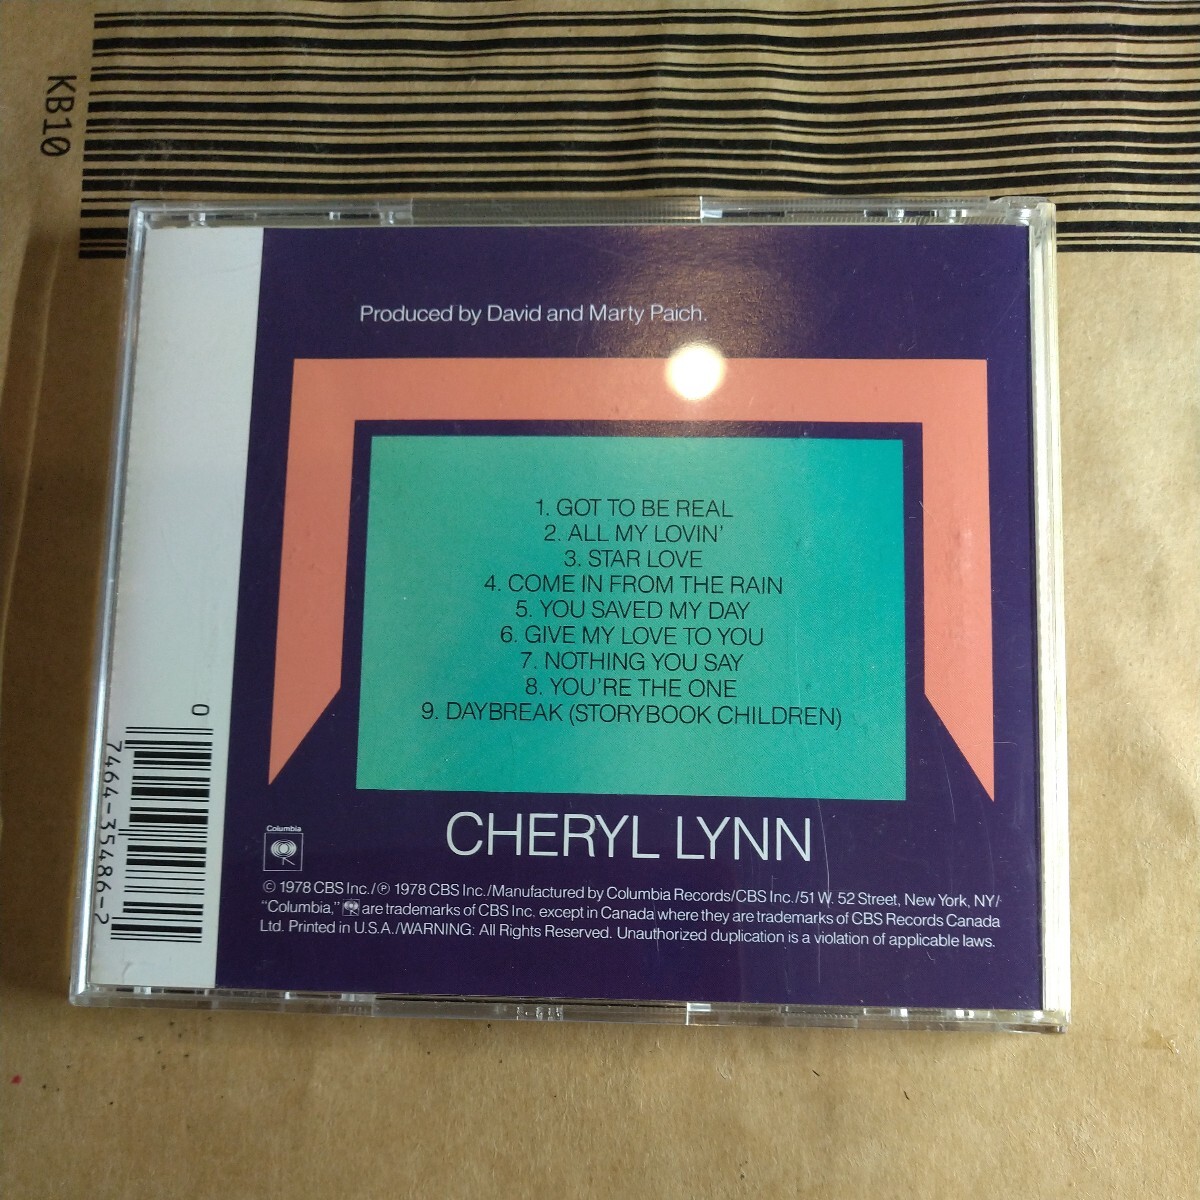 KB10
Produced by David and Marty Paich.
1. GOT TO BE REAL
2. ALL MY LOVIN'
3. STAR LOVE
4. COME IN FROM THE RAIN
5. YOU SAVED MY DAY
6. GIVE MY LOVE TO YOU
7. NOTHING YOU SAY
8. YOU'RE THE ONE
9. DAYBREAK (STORYBOOK CHILDREN)
0
7464-35486-2
CHERYL LYNN
Columbia
© 1978 CBS Inc./℗ 1978 CBS Inc./Manufactured by Columbia Records/CBS Inc./51 W. 52 Street, New York, NY/
"Columbia," are trademarks of CBS Inc. except in Canada where they are trademarks of CBS Records Canada
Ltd. Printed in U.S.A./WARNING: All Rights Reserved. Unauthorized duplication is a violation of applicable laws.